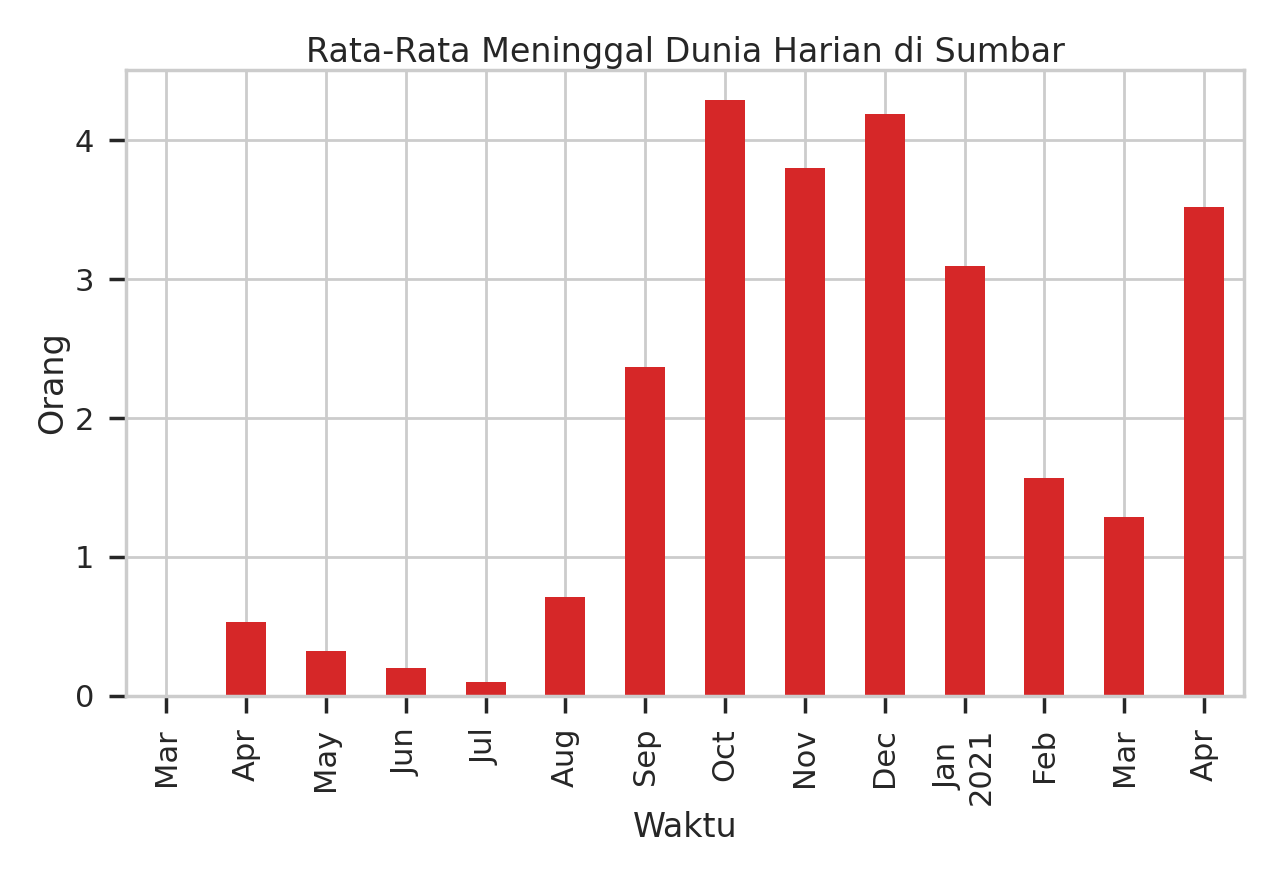 Rata-Rata Meninggal Dunia Harian di Sumbar
Orang
4
3
2
1
0
Mar
Apr
May
Jun
Jul
Aug
Sep
Oct
Nov
Dec
Jan
2021
Feb
Mar
Apr
Waktu